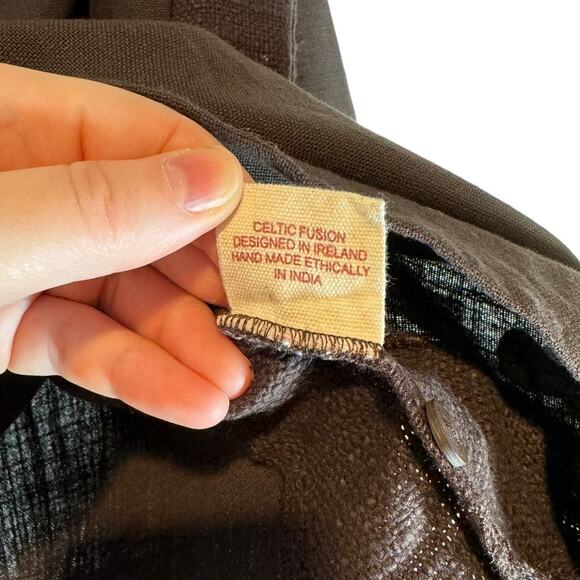 CELTIC FUSION
DESIGNED IN IRELAND
HAND MADE ETHICALLY
IN INDIA